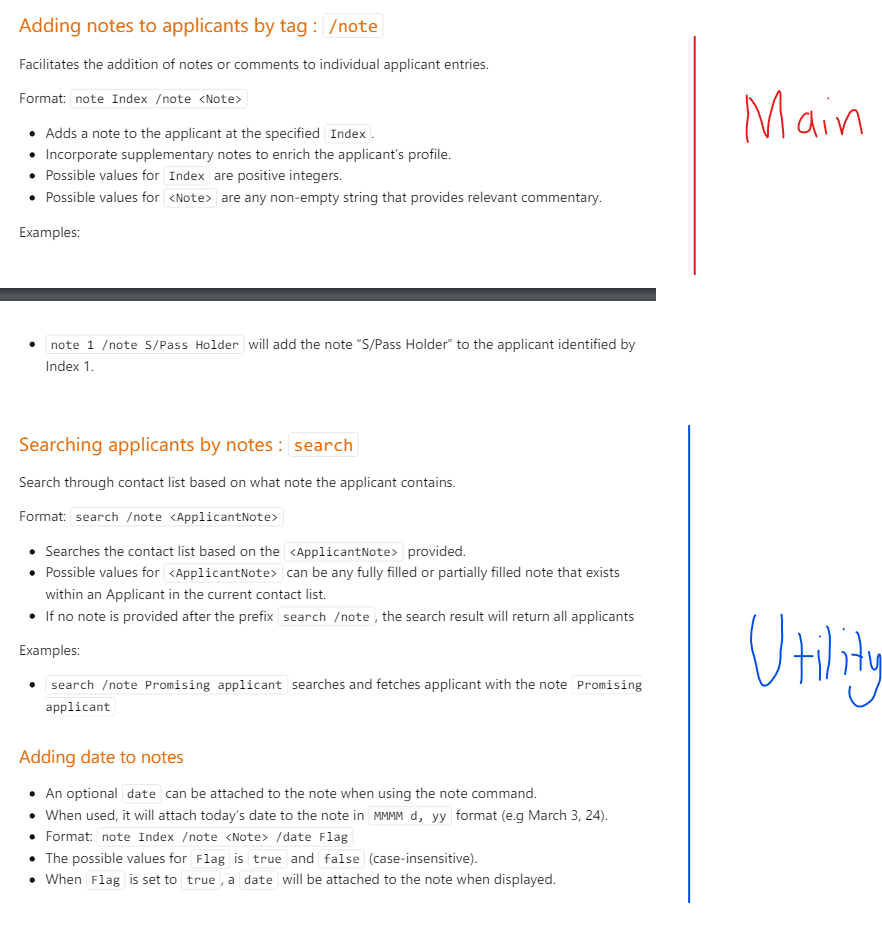 Adding notes to applicants by tag : /note
Facilitates the addition of notes or comments to individual applicant entries.
Format: note Index /note <Note>
Adds a note to the applicant at the specified Index.
Incorporate supplementary notes to enrich the applicant's profile.
Possible values for Index are positive integers.
Possible values for <Note> are any non-empty string that provides relevant commentary.
Examples:
Main
note 1 /note S/Pass Holder will add the note “S/Pass Holder” to the applicant identified by
Index 1.
Searching applicants by notes : search
Search through contact list based on what note the applicant contains.
Format: search /note <ApplicantNote>
Searches the contact list based on the <ApplicantNote> provided.
Possible values for <ApplicantNote> can be any fully filled or partially filled note that exists
within an Applicant in the current contact list.
If no note is provided after the prefix search /note, the search result will return all applicants
Examples:
search /note Promising applicant searches and fetches applicant with the note Promising
applicant
Adding date to notes
An optional date can be attached to the note when using the note command.
When used, it will attach today's date to the note in MMMM d, yy format (e.g March 3, 24).
Format: note Index /note <Note> /date Flag
The possible values for Flag is true and false (case-insensitive).
When Flag is set to true, a date will be attached to the note when displayed.
Utility